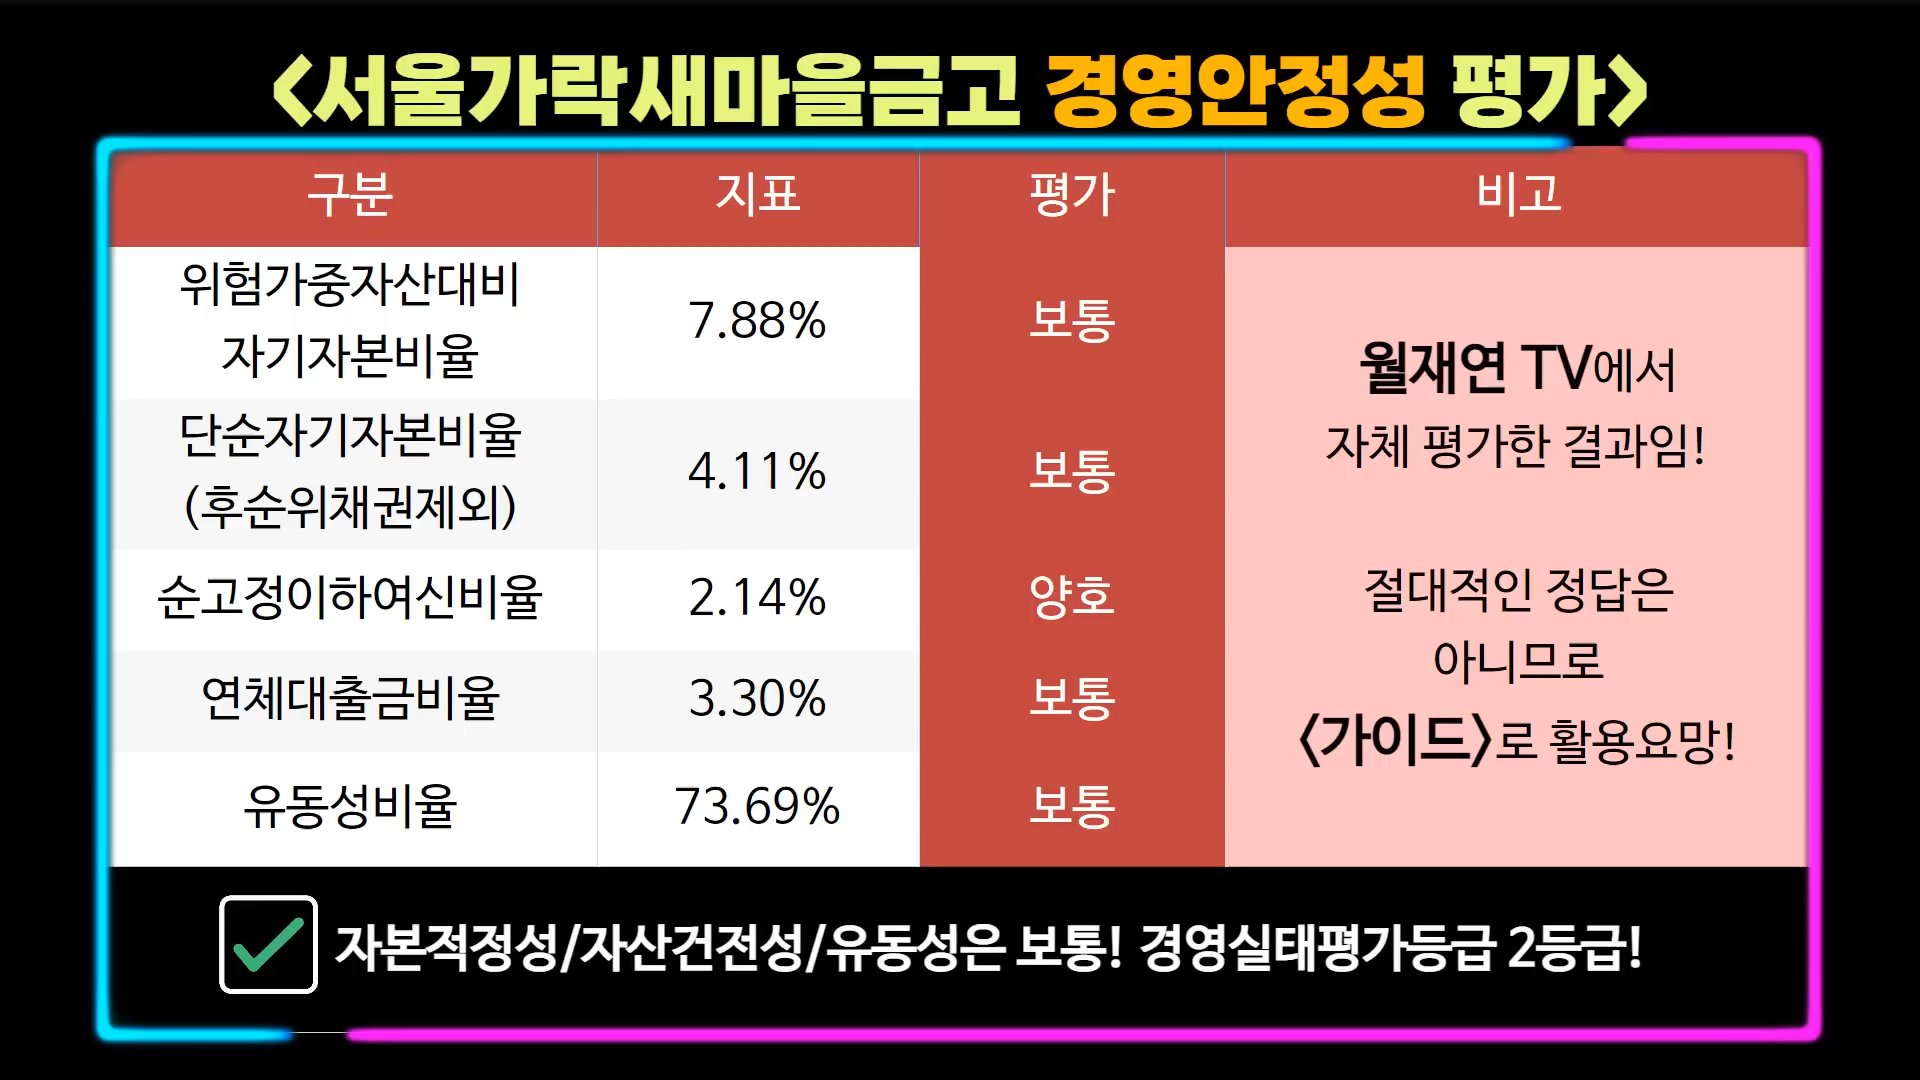 <서울가락새마을금고 경영안정성 평가>
구분 지표 평가 비고
위험가중자산대비
자기자본비율
7.88%
보통
단순자기자본비율
(후순위채권제외)
4.11%
보통
순고정이하여신비율 2.14% 양호
연체대출금비율 3.30% 보통
유동성비율 73.69% 보통
월재연 TV에서
자체 평가한 결과임!
절대적인 정답은
아니므로
<가이드>로 활용요망!
자본적정성/자산건전성/유동성은 보통! 경영실태평가등급 2등급!